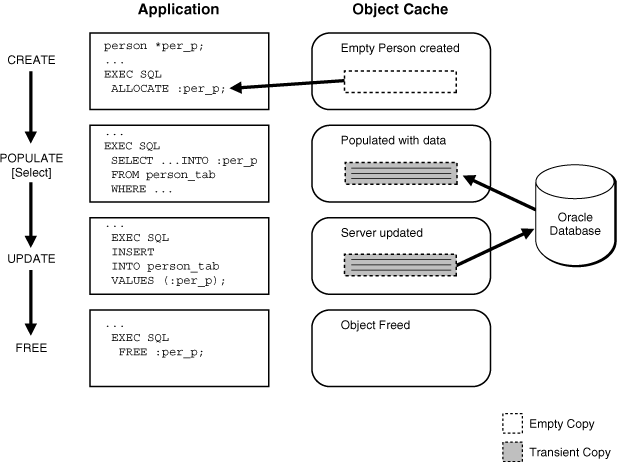 Application
Object Cache
CREATE
person *per_p;
...
EXEC SQL
ALLOCATE :per_p;
Empty Person created
POPULATE
[Select]
...
EXEC SQL
SELECT ...INTO :per_p
FROM person_tab
WHERE ...
Populated with data
Oracle
Database
UPDATE
...
EXEC SQL
INSERT
INTO person_tab
VALUES (:per_p);
Server updated
FREE
...
EXEC SQL
FREE :per_p;
Object Freed
Empty Copy
Transient Copy